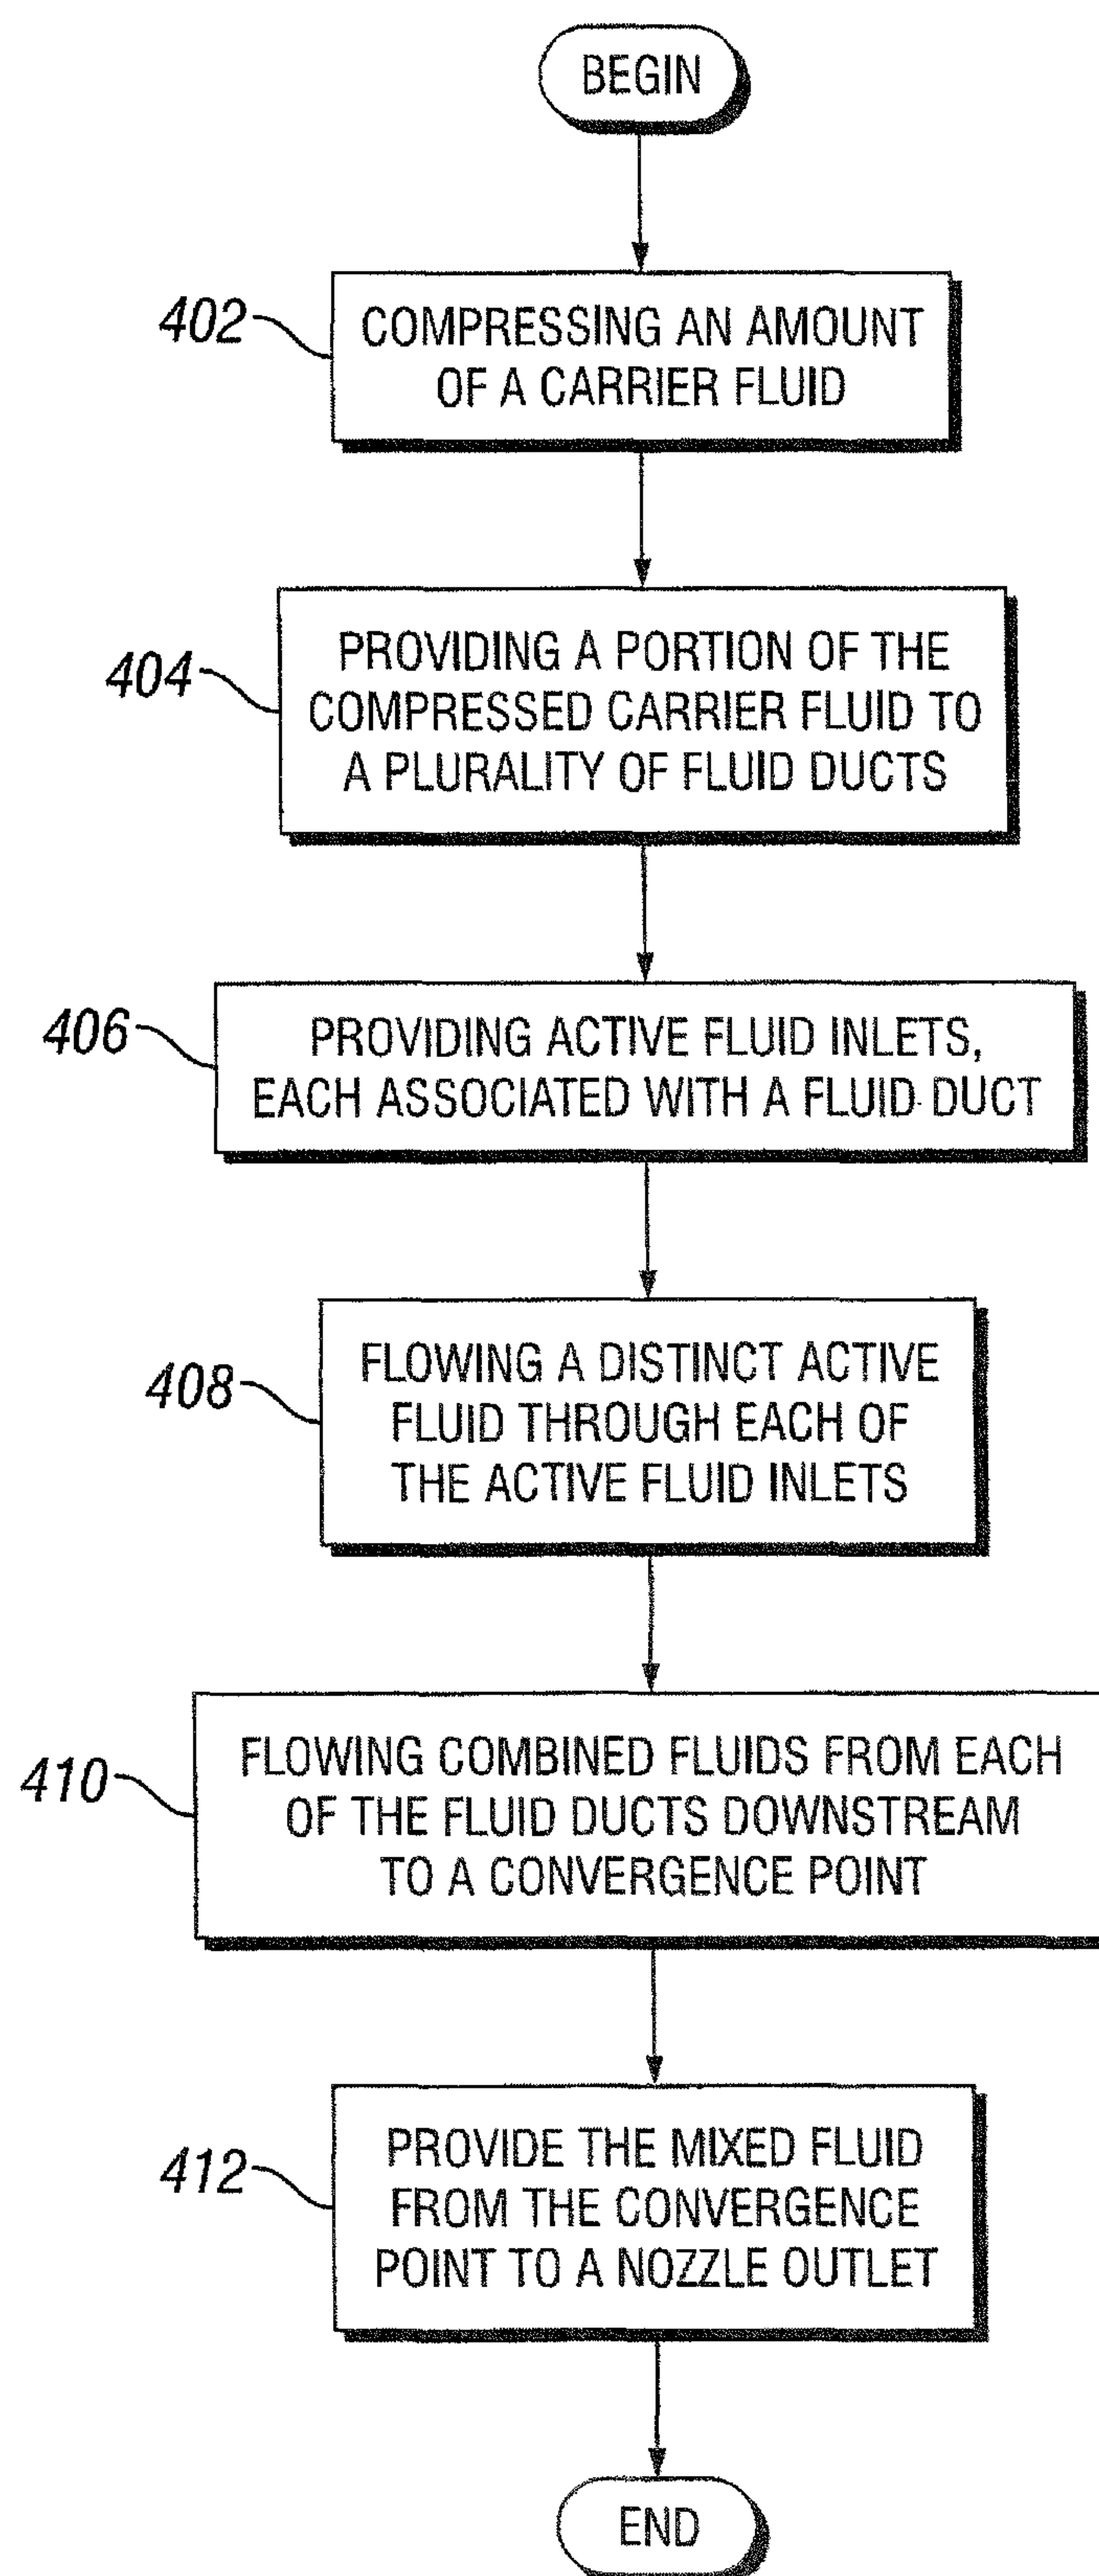 BEGIN
402
COMPRESSING AN AMOUNT
OF A CARRIER FLUID
404
PROVIDING A PORTION OF THE
COMPRESSED CARRIER FLUID TO
A PLURALITY OF FLUID DUCTS
406
PROVIDING ACTIVE FLUID INLETS,
EACH ASSOCIATED WITH A FLUID DUCT
408
FLOWING A DISTINCT ACTIVE
FLUID THROUGH EACH OF
THE ACTIVE FLUID INLETS
410
FLOWING COMBINED FLUIDS FROM EACH
OF THE FLUID DUCTS DOWNSTREAM
TO A CONVERGENCE POINT
412
PROVIDE THE MIXED FLUID
FROM THE CONVERGENCE
POINT TO A NOZZLE OUTLET
END